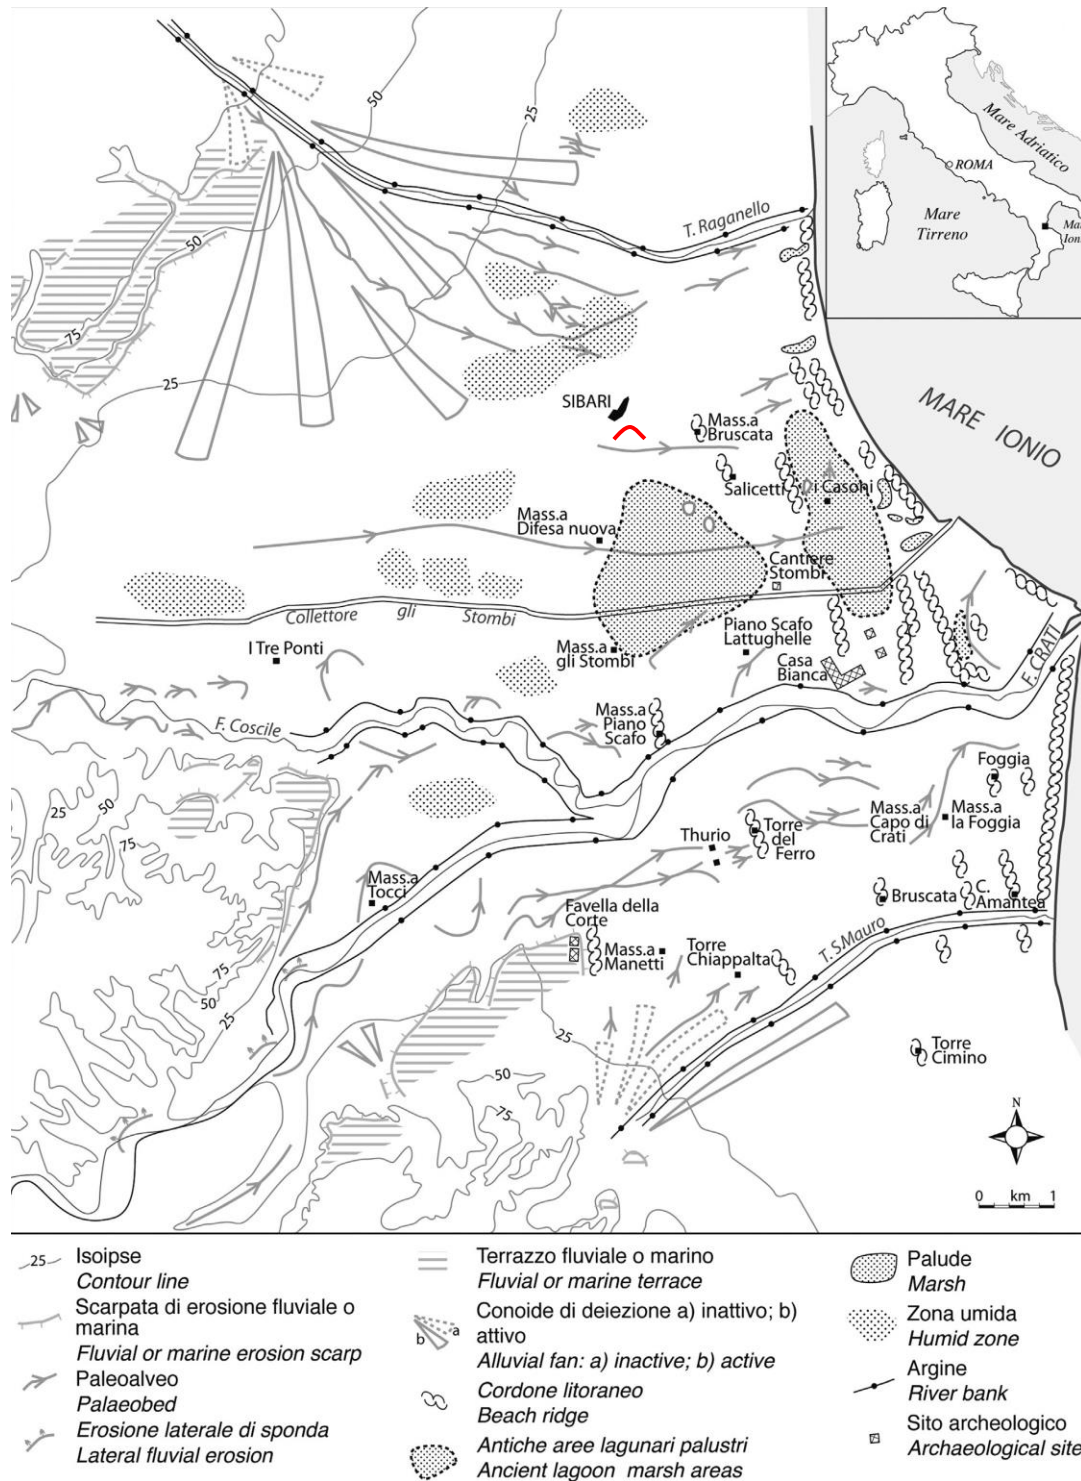 50
25
Mare Adriatico
ROMA
Mare
Tirreno
Ma
Ioni
T. Raganello
50
75
25
MARE IONIO
SIBARI
Mass.a
Bruscata
Salicetti
i Casoni
Mass.a
Difesa nuova
Cantiere
Stombi
Collettore gli Stombi
I Tre Ponti
Mass.a
gli Stombi
Piano Scafo
Lattughelle
Casa
Bianca
F. CRATI
F. Coscile
Mass.a
Piano
Scafo
Foggia
25
50
75
Mass.a
Capo di
Crati
Mass.a
la Foggia
Thurio
Torre
del
Ferro
Mass.a
Tocci
Bruscata
C.
Amantea
Favella della
Corte
Mass.a
Manetti
Torre
Chiappalta
T. S.Mauro
75
50
25
25
50
75
Torre
Cimino
N
0 km 1
25
Isoipse
Contour line
Scarpata di erosione fluviale o
marina
Fluvial or marine erosion scarp
Paleoalveo
Palaeobed
Erosione laterale di sponda
Lateral fluvial erosion
Terrazzo fluviale o marino
Fluvial or marine terrace
a
b
Conoide di deiezione a) inattivo; b)
attivo
Alluvial fan: a) inactive; b) active
Cordone litoraneo
Beach ridge
Antiche aree lagunari palustri
Ancient lagoon marsh areas
Palude
Marsh
Zona umida
Humid zone
Argine
River bank
Sito archeologico
Archaeological site